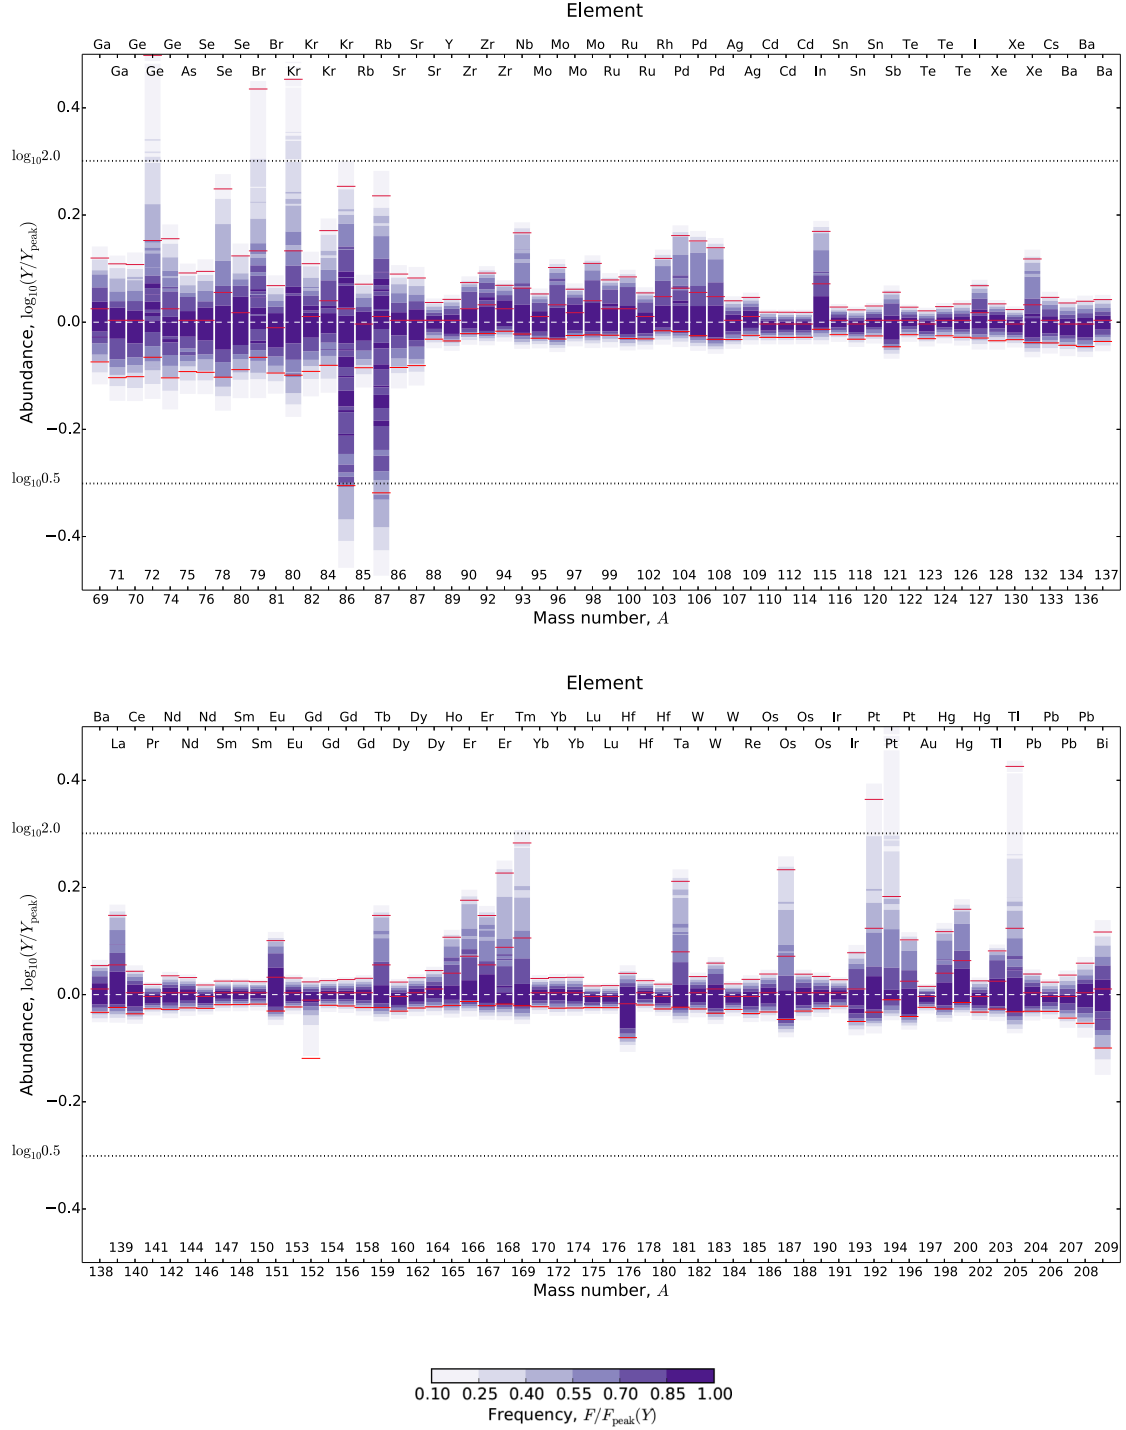 Element
Ga Ge Ge Se Se Br Kr Kr Rb Sr Y Zr Nb Mo Mo Ru Rh Pd Ag Cd Cd Sn Sn Te Te I Xe Cs Ba
Ga Ge As Se Br Kr Kr Rb Sr Sr Zr Zr Mo Mo Ru Ru Pd Pd Ag Cd In Sn Sb Te Te Xe Xe Ba Ba
0.4
log₁₀2.0
0.2
0.0
−0.2
log₁₀0.5
−0.4
Abundance, log₁₀(Y/Y_peak)
71 72 75 78 79 80 84 85 86 88 90 94 95 97 99 102 104 108 109 112 115 118 121 123 126 128 132 134 137
69 70 74 76 80 81 82 86 87 87 89 92 93 96 98 100 103 106 107 110 114 116 120 122 124 127 130 133 136
Mass number, A
Element
Ba Ce Nd Nd Sm Eu Gd Gd Tb Dy Ho Er Tm Yb Lu Hf Hf W W Os Os Ir Pt Pt Hg Hg Tl Pb Pb
La Pr Nd Sm Sm Eu Gd Gd Dy Dy Er Er Yb Yb Lu Hf Ta W Re Os Os Ir Pt Au Hg Tl Pb Pb Bi
0.4
log₁₀2.0
0.2
0.0
−0.2
log₁₀0.5
−0.4
Abundance, log₁₀(Y/Y_peak)
139 141 144 147 150 153 154 158 160 164 166 168 170 174 176 178 181 183 185 187 190 193 194 197 200 203 204 207 209
138 140 142 146 148 151 152 156 159 161 165 167 169 172 175 177 180 182 184 186 188 191 192 196 198 202 205 206 208
Mass number, A
0.10 0.25 0.40 0.55 0.70 0.85 1.00
Frequency, F/F_peak(Y)